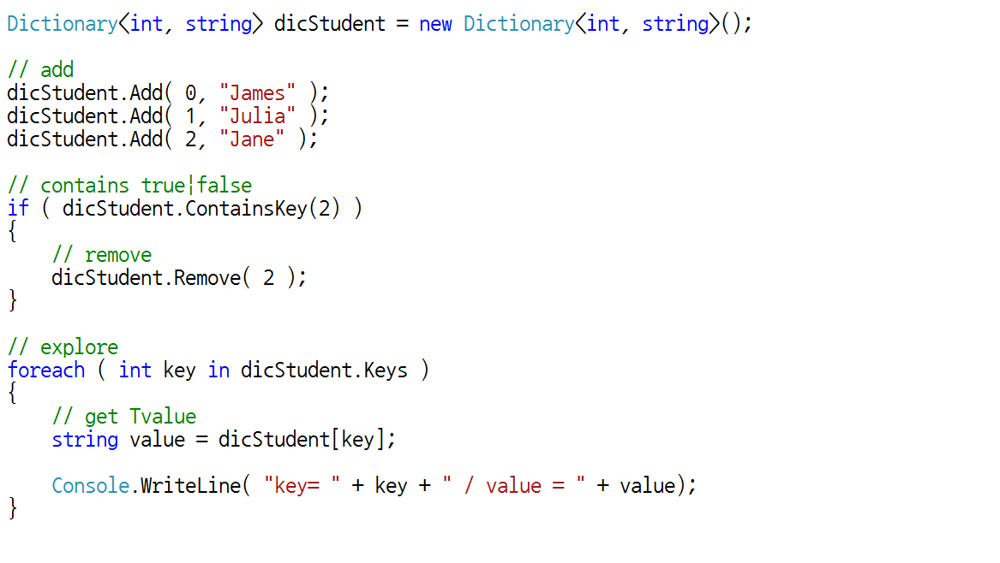 Dictionary<int, string> dicStudent = new Dictionary<int, string>();
// add
dicStudent.Add( 0, "James" );
dicStudent.Add( 1, "Julia" );
dicStudent.Add( 2, "Jane" );
// contains true¦false
if ( dicStudent.ContainsKey(2) )
{
    // remove
    dicStudent.Remove( 2 );
}
// explore
foreach ( int key in dicStudent.Keys )
{
    // get Tvalue
    string value = dicStudent[key];
    Console.WriteLine( "key= " + key + " / value = " + value);
}